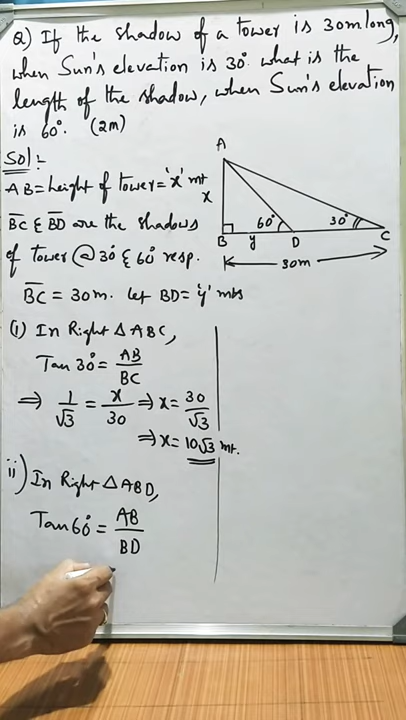 Q) If the shadow of a tower is 30m long,
when Sun's elevation is 30°. what is the
length of the shadow, when Sun's elevation
is 60°. (2m)
Sol:-
AB = height of tower = 'x' mt
BC & BD are the shadows
of Tower @ 30° & 60° resp.
BC = 30m. let BD = 'y' mts
A
x
60°
30°
B y D C
30m
(i) In Right △ ABC,
Tan 30° = AB/BC
⇒ 1/√3 = x/30 ⇒ x = 30/√3
⇒ x = 10√3 mt.
ii) In Right △ ABD,
Tan 60° = AB/BD